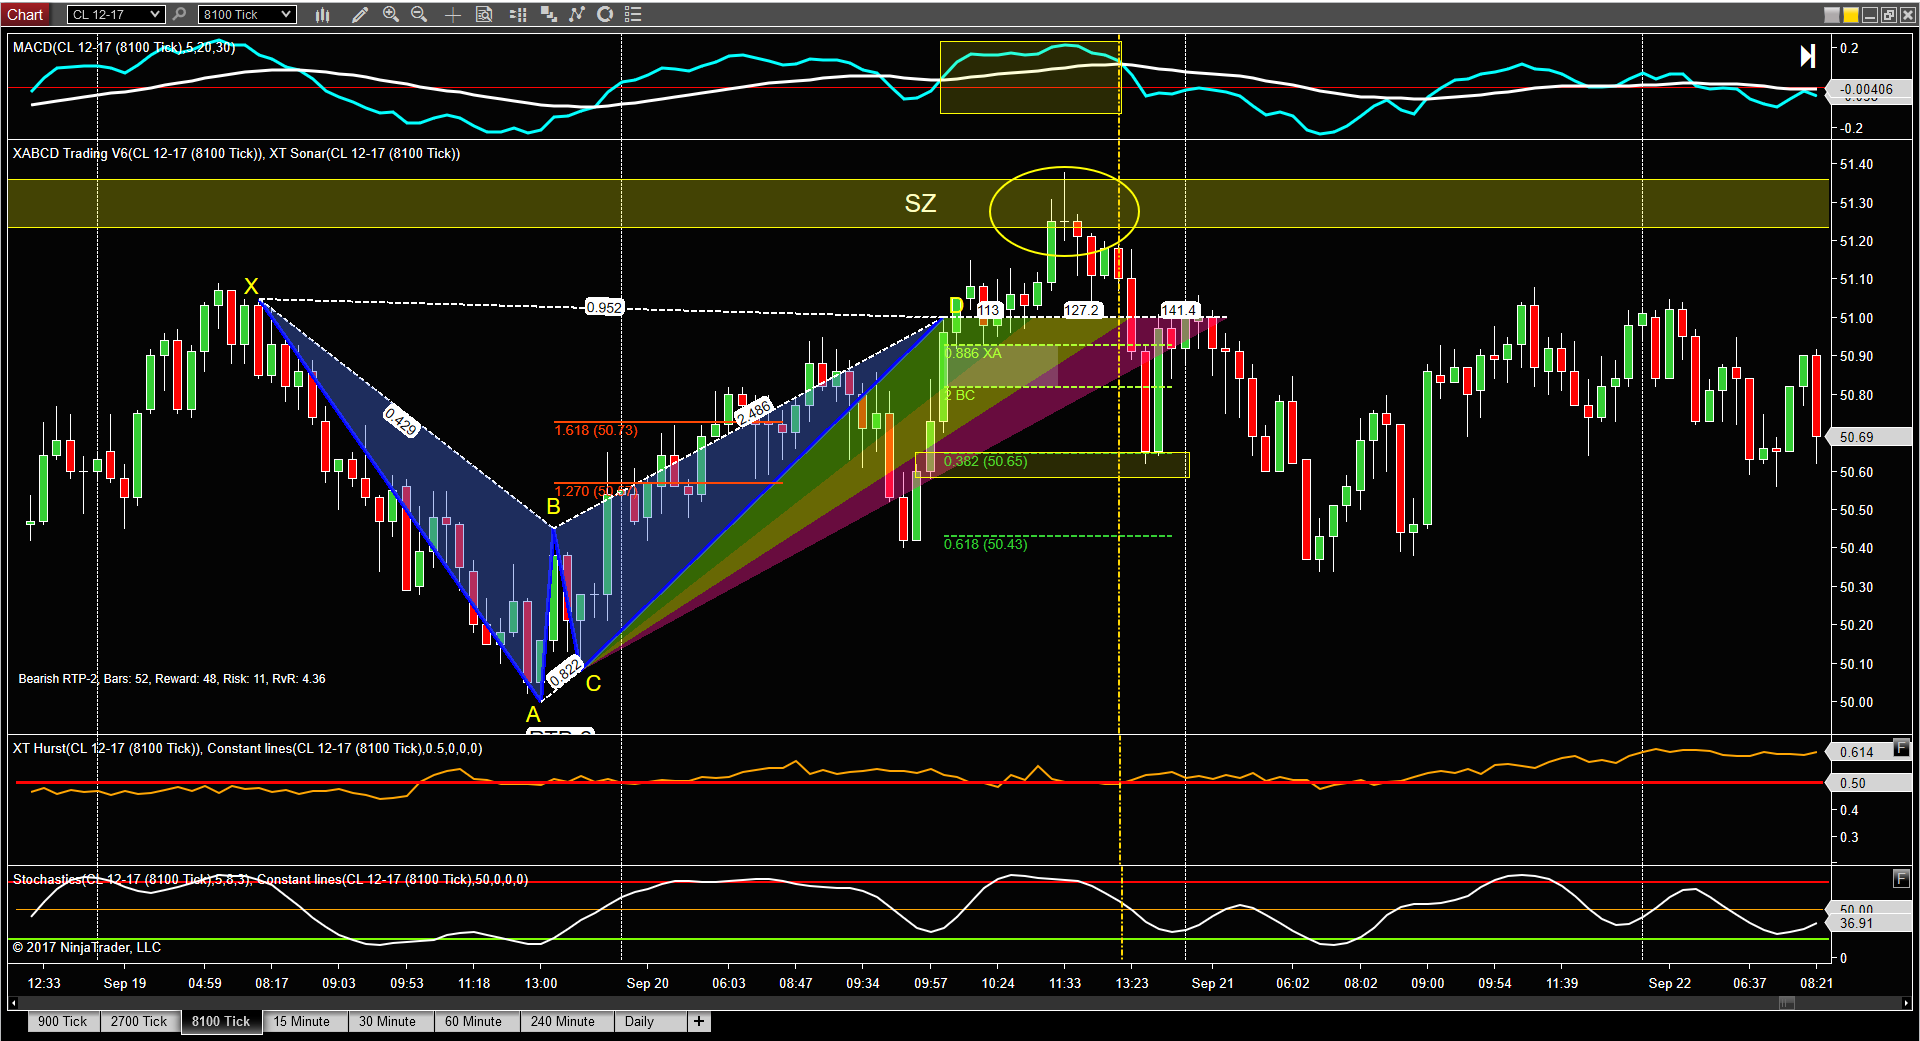 Chart CL 12-17 8100 Tick
MACD(CL 12-17 (8100 Tick),5,20,30)
0.2
-0.00406
-0.2
XABCD Trading V6(CL 12-17 (8100 Tick)), XT Sonar(CL 12-17 (8100 Tick))
51.40
SZ
51.30
51.20
51.10
X
0.952
D
113
127.2
141.4
51.00
0.886 XA
50.90
2 BC
50.80
0.429
2.486
1.618 (50.73)
50.69
0.382 (50.65)
50.60
B
50.50
0.618 (50.43)
50.40
50.30
50.20
50.10
0.822
C
Bearish RTP-2, Bars: 52, Reward: 48, Risk: 11, RvR: 4.36
50.00
A
XT Hurst(CL 12-17 (8100 Tick)), Constant lines(CL 12-17 (8100 Tick),0.5,0,0,0)
F
0.614
0.50
0.4
0.3
Stochastics(CL 12-17 (8100 Tick),5,8,3), Constant lines(CL 12-17 (8100 Tick),50,0,0,0)
F
50.00
36.91
© 2017 NinjaTrader, LLC
0
12:33 Sep 19 04:59 08:17 09:03 09:53 11:18 13:00 Sep 20 06:03 08:47 09:34 09:57 10:24 11:33 13:23 Sep 21 06:02 08:02 09:00 09:54 11:39 Sep 22 06:37 08:21
900 Tick 2700 Tick 8100 Tick 15 Minute 30 Minute 60 Minute 240 Minute Daily +